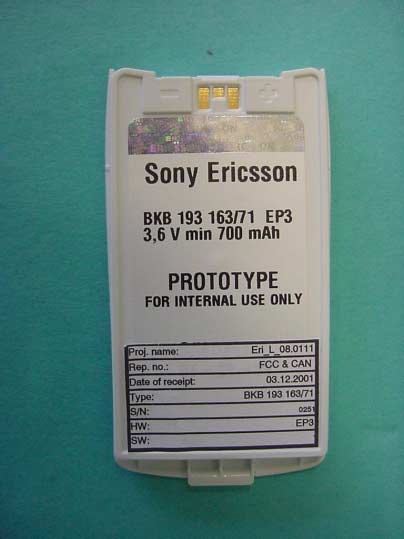 Sony Ericsson
BKB 193 163/71 EP3
3,6 V min 700 mAh
PROTOTYPE
FOR INTERNAL USE ONLY
Proj. name: Eri_L_08.0111
Rep. no.: FCC & CAN
Date of receipt: 03.12.2001
Type: BKB 193 163/71
S/N: 0251
HW: EP3
SW: